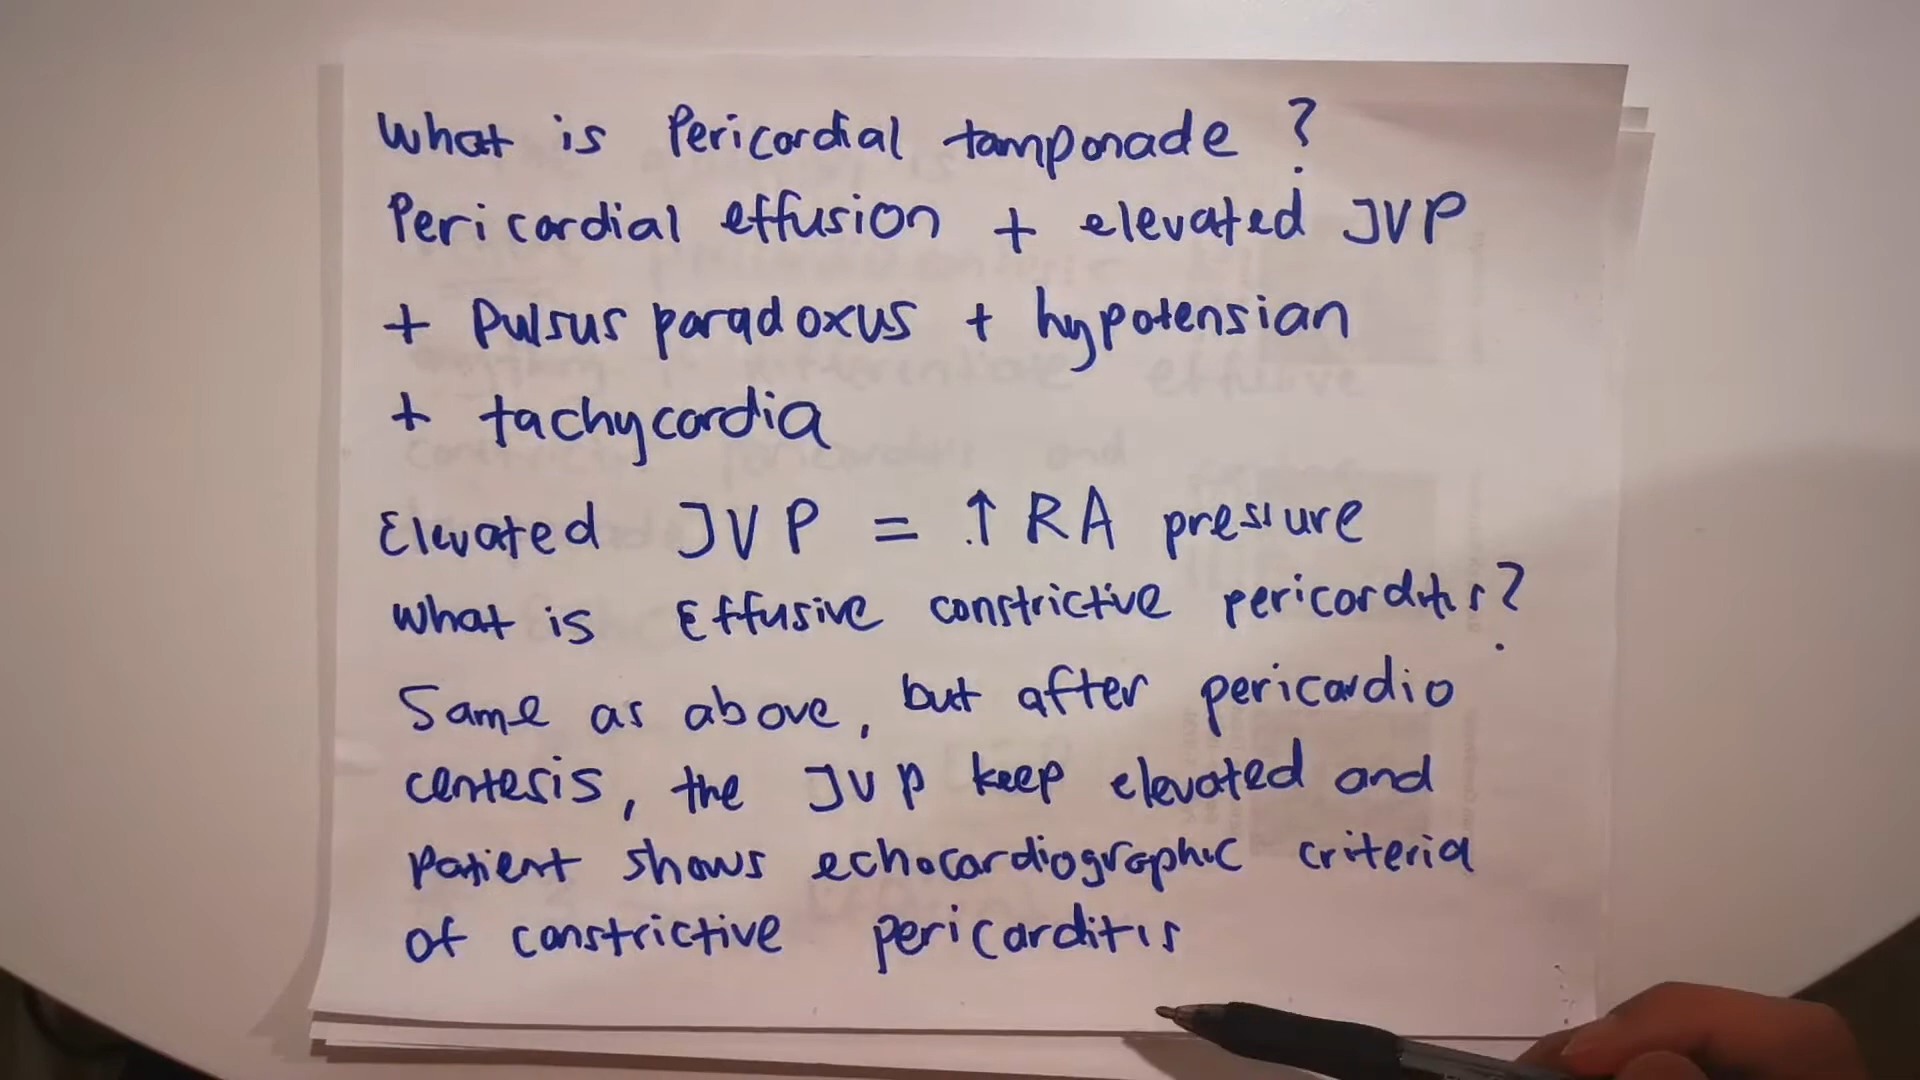 What is Pericardial tamponade ?
Pericardial effusion + elevated JVP
+ Pulsus paradoxus + hypotension
+ tachycardia
Elevated JVP = ↑ RA pressure
What is Effusive constrictive pericarditis?
Same as above, but after pericardio
centesis, the JVP keep elevated and
Patient shows echocardiographic criteria
of constrictive pericarditis